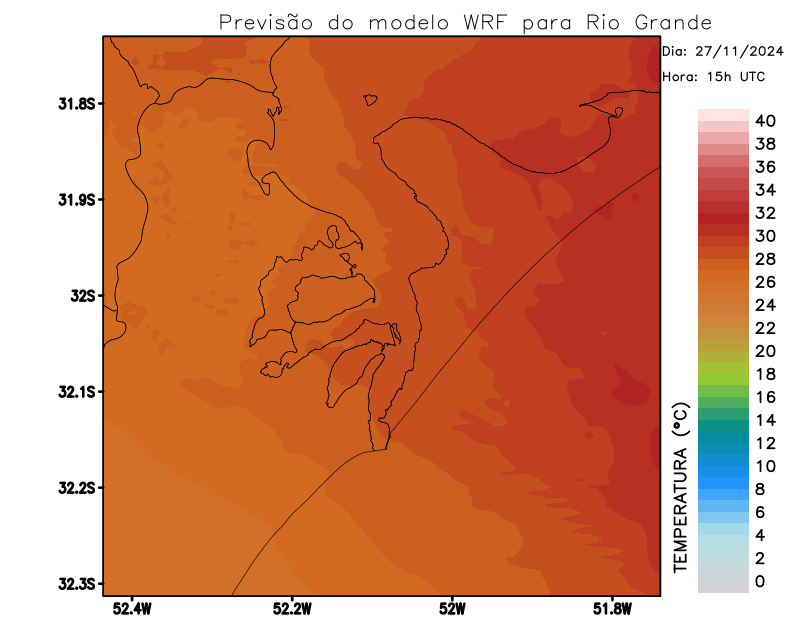 Previsão do modelo WRF para Rio Grande
Dia: 27/11/2024
Hora: 15h UTC
31.8S
31.9S
32S
32.1S
32.2S
32.3S
52.4W
52.2W
52W
51.8W
TEMPERATURA (°C)
40
38
36
34
32
30
28
26
24
22
20
18
16
14
12
10
8
6
4
2
0